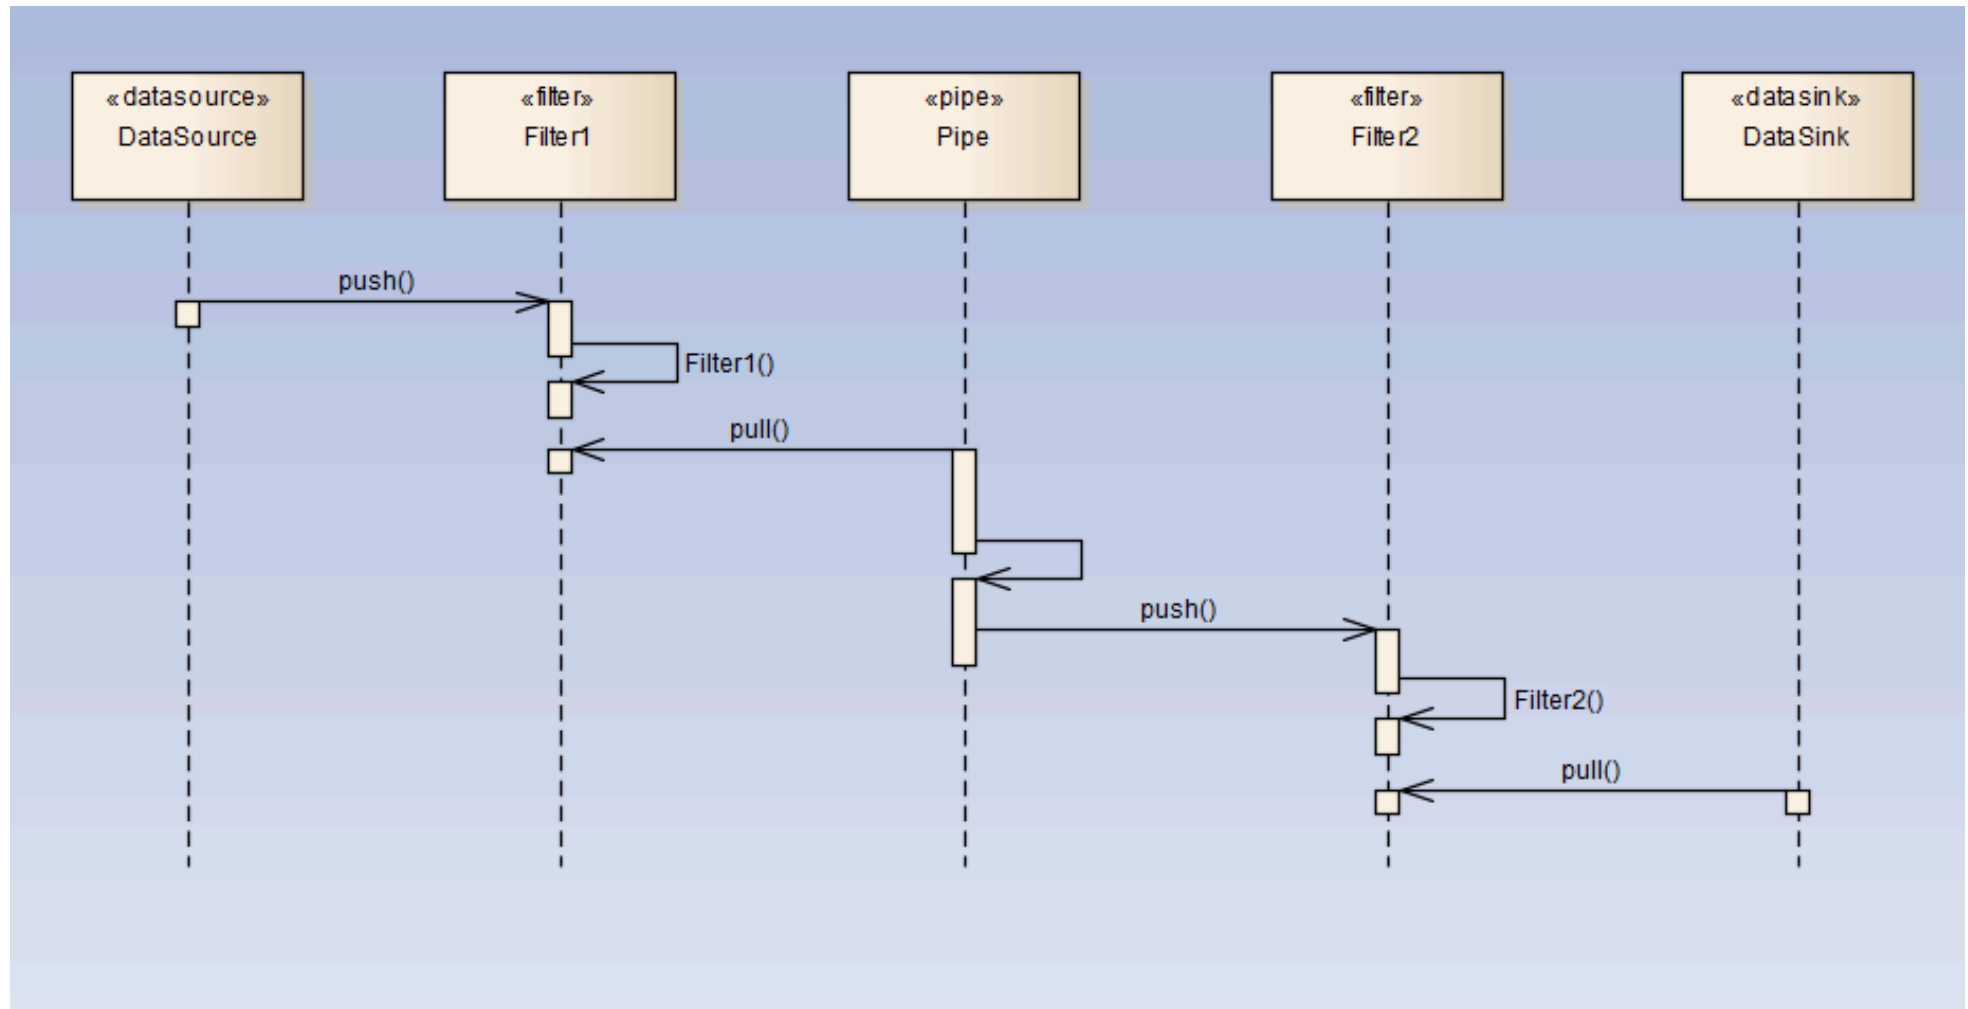 «datasource»
DataSource
«filter»
Filter1
«pipe»
Pipe
«filter»
Filter2
«datasink»
DataSink
push()
Filter1()
pull()
push()
Filter2()
pull()